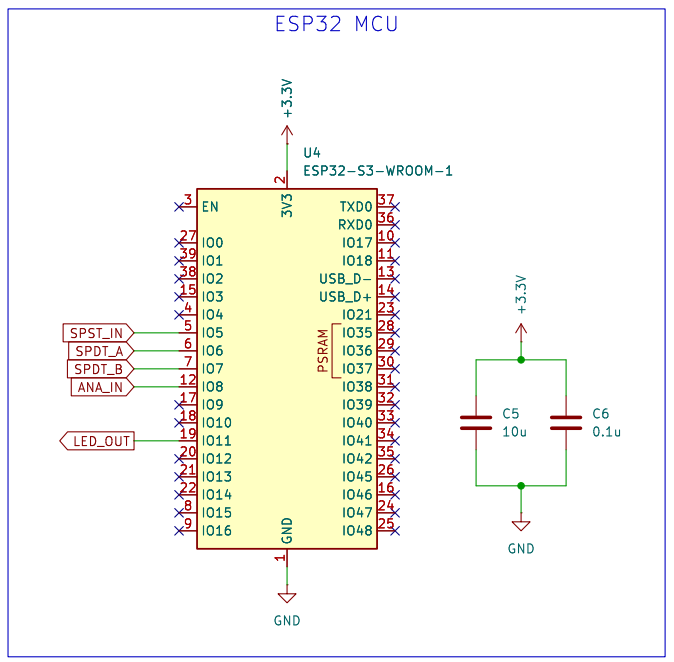 ESP32 MCU
+3.3V
U4
ESP32-S3-WROOM-1
2
3V3
3 EN TXD0 37
RXD0 36
27 IO0 IO17 10
39 IO1 IO18 11
38 IO2 USB_D- 13
15 IO3 USB_D+ 14
4 IO4 IO21 23
SPST_IN 5 IO5 IO35 28
SPDT_A 6 IO6 IO36 29
SPDT_B 7 IO7 IO37 30
PSRAM
ANA_IN 12 IO8 IO38 31
17 IO9 IO39 32
18 IO10 IO40 33
LED_OUT 19 IO11 IO41 34
20 IO12 IO42 35
21 IO13 IO45 26
22 IO14 IO46 16
8 IO15 IO47 24
9 IO16 IO48 25
GND
1
GND
+3.3V
C5
10u
C6
0.1u
GND